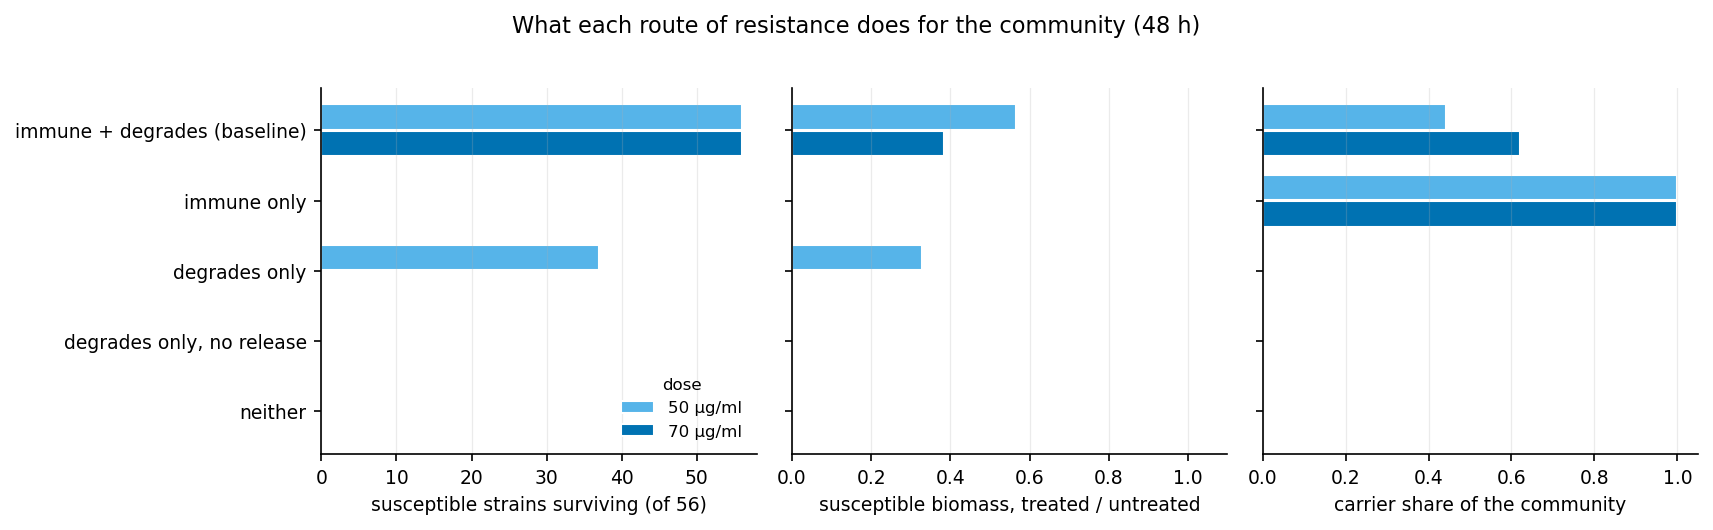 What each route of resistance does for the community (48 h)
immune + degrades (baseline)
immune only
degrades only
degrades only, no release
neither
dose
50 µg/ml
70 µg/ml
0 10 20 30 40 50
susceptible strains surviving (of 56)
0.0 0.2 0.4 0.6 0.8 1.0
susceptible biomass, treated / untreated
0.0 0.2 0.4 0.6 0.8 1.0
carrier share of the community